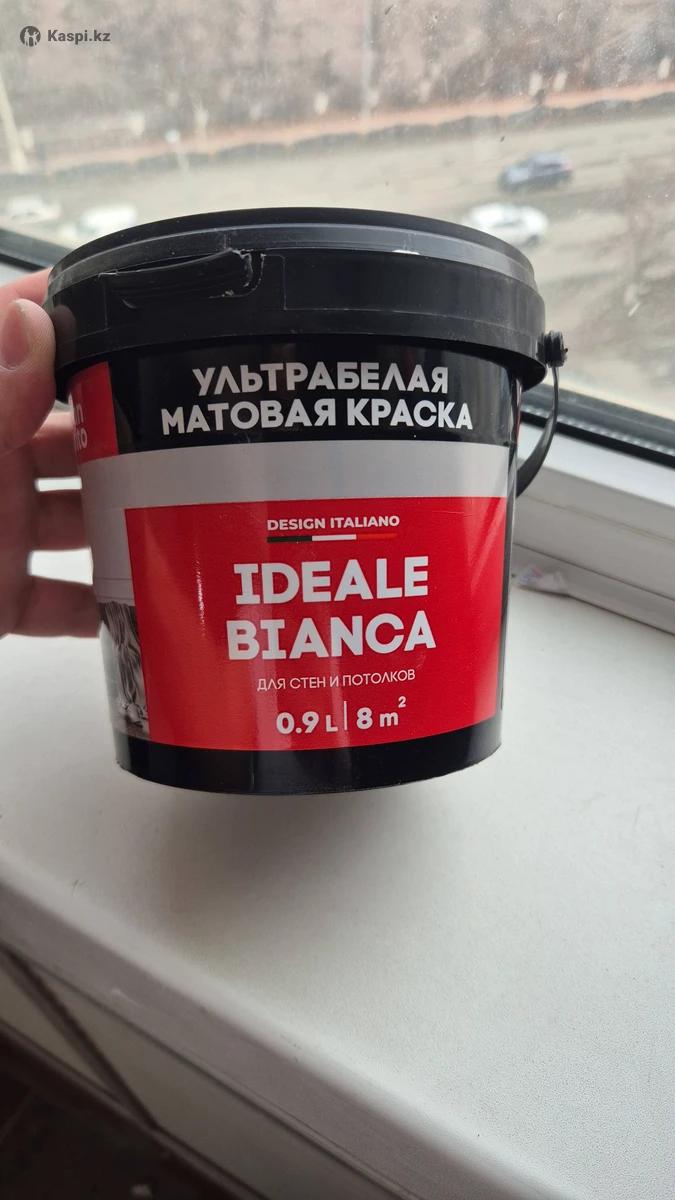 Kaspi.kz
УЛЬТРАБЕЛАЯ
МАТОВАЯ КРАСКА
DESIGN ITALIANO
IDEALE
BIANCA
ДЛЯ СТЕН И ПОТОЛКОВ
0.9 L | 8 m²